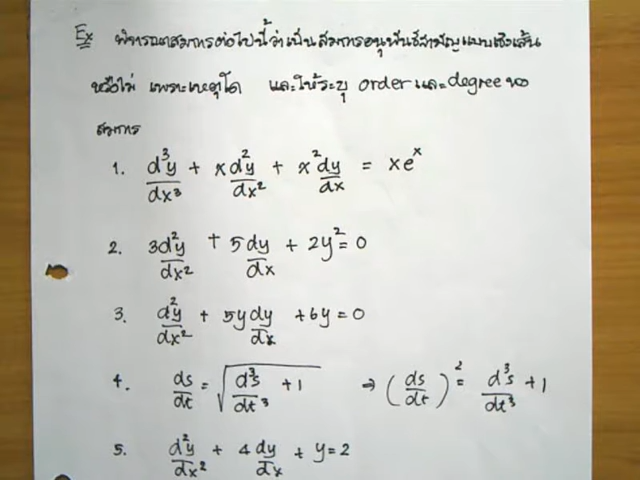 Ex พิจารณาสมการต่อไปนี้ว่าเป็นสมการอนุพันธ์สามัญแบบเชิงเส้น
หรือไม่ เพราะเหตุใด และให้ระบุ order และ degree ของ
สมการ
1. d³y/dx³ + x d²y/dx² + x² dy/dx = xeˣ
2. 3d²y/dx² + 5dy/dx + 2y² = 0
3. d²y/dx² + 5y dy/dx + 6y = 0
4. ds/dt = √(d³s/dt³ + 1) → (ds/dt)² = d³s/dt³ + 1
5. d²y/dx² + 4 dy/dx + y = 2